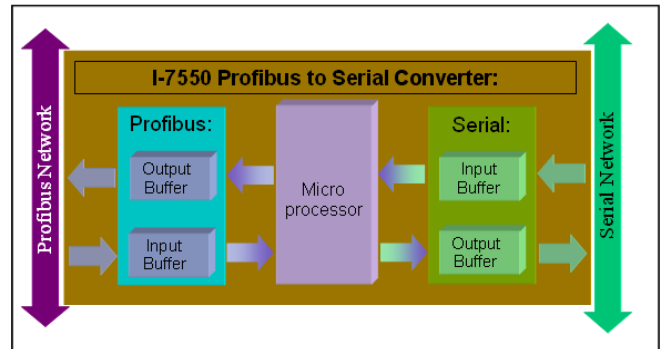 I-7550 Profibus to Serial Converter:
Profibus Network
Profibus:
Output
Buffer
Input
Buffer
Micro
processor
Serial:
Input
Buffer
Output
Buffer
Serial Network